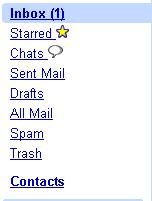 Inbox (1)
Starred
Chats
Sent Mail
Drafts
All Mail
Spam
Trash
Contacts